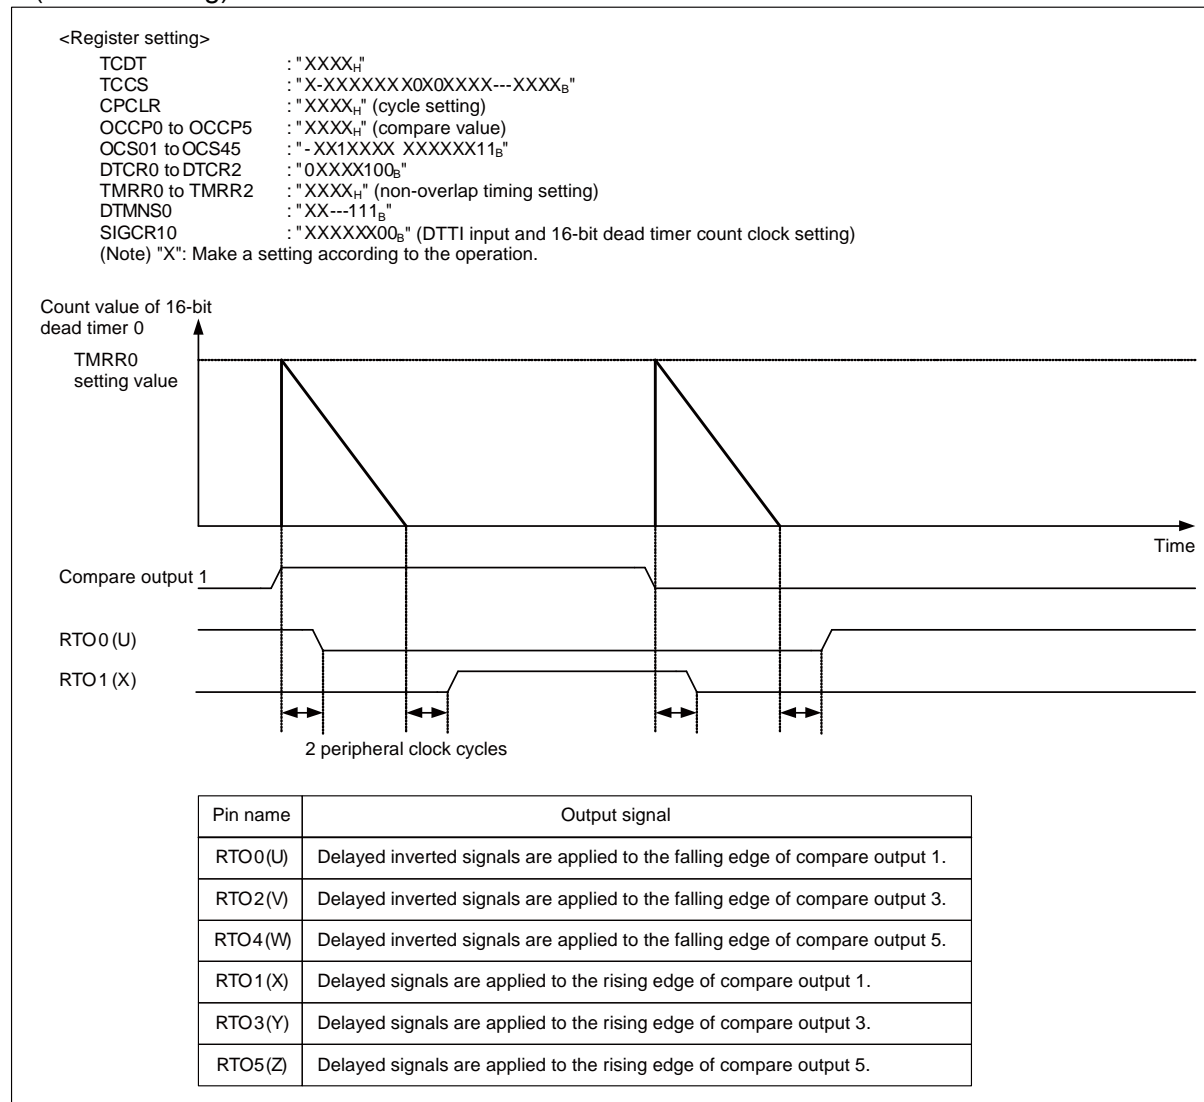 <Register setting>
TCDT : "XXXXH"
TCCS : "X-XXXXXX X0X0XXXX---XXXXB"
CPCLR : "XXXXH" (cycle setting)
OCCP0 to OCCP5 : "XXXXH" (compare value)
OCS01 to OCS45 : "-XX1XXXX XXXXXX11B"
DTCR0 to DTCR2 : "0XXXX100B"
TMRR0 to TMRR2 : "XXXXH" (non-overlap timing setting)
DTMNS0 : "XX---111B"
SIGCR10 : "XXXXXX00B" (DTTI input and 16-bit dead timer count clock setting)
(Note) "X": Make a setting according to the operation.
Count value of 16-bit
dead timer 0
TMRR0
setting value
Time
Compare output 1
RTO0(U)
RTO1(X)
2 peripheral clock cycles
Pin name Output signal
RTO0(U) Delayed inverted signals are applied to the falling edge of compare output 1.
RTO2(V) Delayed inverted signals are applied to the falling edge of compare output 3.
RTO4(W) Delayed inverted signals are applied to the falling edge of compare output 5.
RTO1(X) Delayed signals are applied to the rising edge of compare output 1.
RTO3(Y) Delayed signals are applied to the rising edge of compare output 3.
RTO5(Z) Delayed signals are applied to the rising edge of compare output 5.